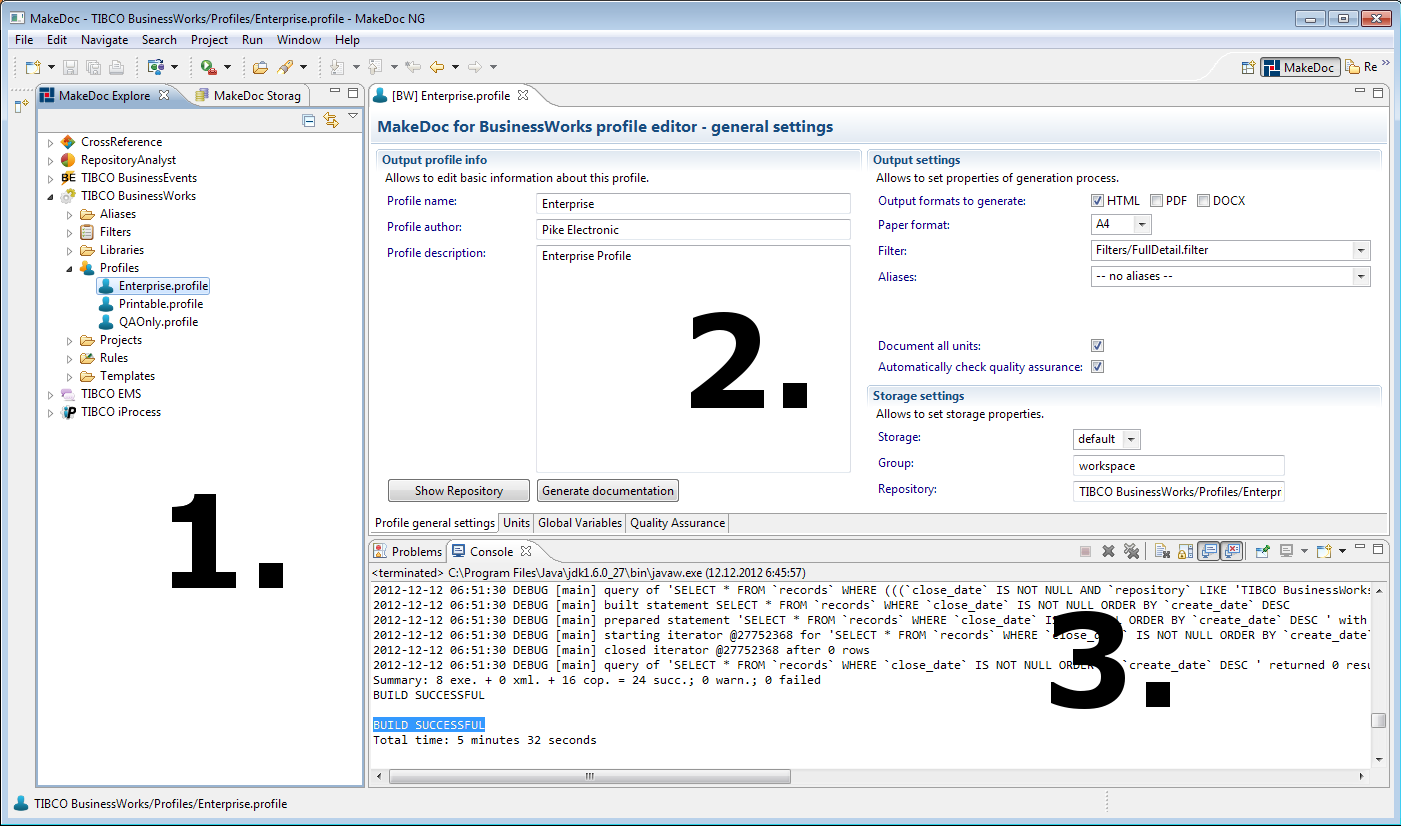 MakeDoc - TIBCO BusinessWorks/Profiles/Enterprise.profile - MakeDoc NG
File Edit Navigate Search Project Run Window Help
MakeDoc Re
MakeDoc Explore MakeDoc Storag
CrossReference
RepositoryAnalyst
BE TIBCO BusinessEvents
TIBCO BusinessWorks
Aliases
Filters
Libraries
Profiles
Enterprise.profile
Printable.profile
QAOnly.profile
Projects
Rules
Templates
TIBCO EMS
iP TIBCO iProcess
1.
[BW] Enterprise.profile
MakeDoc for BusinessWorks profile editor - general settings
Output profile info
Allows to edit basic information about this profile.
Profile name: Enterprise
Profile author: Pike Electronic
Profile description: Enterprise Profile
2.
Show Repository Generate documentation
Output settings
Allows to set properties of generation process.
Output formats to generate: HTML PDF DOCX
Paper format: A4
Filter: Filters/FullDetail.filter
Aliases: -- no aliases --
Document all units:
Automatically check quality assurance:
Storage settings
Allows to set storage properties.
Storage: default
Group: workspace
Repository: TIBCO BusinessWorks/Profiles/Enterpr
Profile general settings Units Global Variables Quality Assurance
Problems Console
<terminated> C:\Program Files\Java\jdk1.6.0_27\bin\javaw.exe (12.12.2012 6:45:57)
2012-12-12 06:51:30 DEBUG [main] query of 'SELECT * FROM `records` WHERE (((`close_date` IS NOT NULL AND `repository` LIKE 'TIBCO BusinessWorks
2012-12-12 06:51:30 DEBUG [main] built statement SELECT * FROM `records` WHERE `close_date` IS NOT NULL ORDER BY `create_date` DESC
2012-12-12 06:51:30 DEBUG [main] prepared statement 'SELECT * FROM `records` WHERE `close_date` IS NULL ORDER BY `create_date` DESC ' with
2012-12-12 06:51:30 DEBUG [main] starting iterator @27752368 for 'SELECT * FROM `records` WHERE `close_ IS NOT NULL ORDER BY `create_date`
2012-12-12 06:51:30 DEBUG [main] closed iterator @27752368 after 0 rows
2012-12-12 06:51:30 DEBUG [main] query of 'SELECT * FROM `records` WHERE `close_date` IS NOT NULL `create_date` DESC ' returned 0 resu
Summary: 8 exe. + 0 xml. + 16 cop. = 24 succ.; 0 warn.; 0 failed
BUILD SUCCESSFUL
BUILD SUCCESSFUL
Total time: 5 minutes 32 seconds
3.
TIBCO BusinessWorks/Profiles/Enterprise.profile